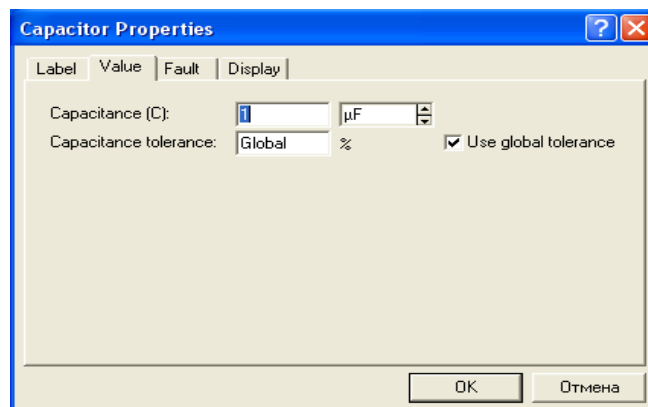 Capacitor Properties
Label Value Fault Display
Capacitance (C): 1 µF
Capacitance tolerance: Global % Use global tolerance
OK Отмена